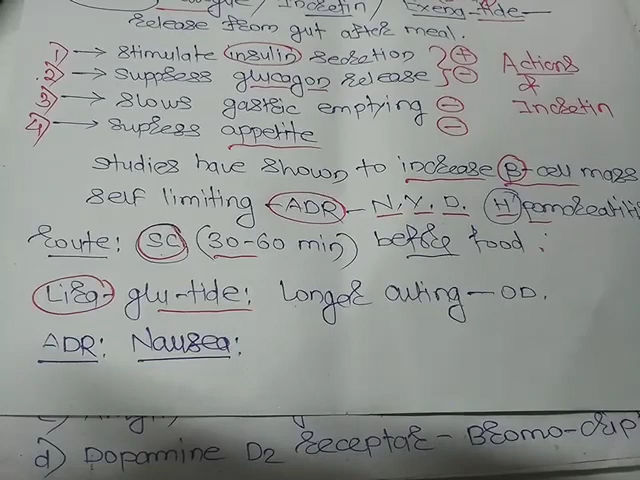 Incretin / Exena-tide —
release from gut after meal.
1) → stimulate insulin secretion (+) Actions
2) → suppress glucagon release (−) of
3) → slows gastric emptying (−) Incretin
4) → supress appetite (−)
studies have shown to increase B-cell mass
self limiting - ADR - N.Y.D. H'
Route: SC (30-60 min) before food:
Lira-glu-tide: Longer acting - OD.
ADR: Nausea:
d) Dopamine D2 receptor - Bromo-crip